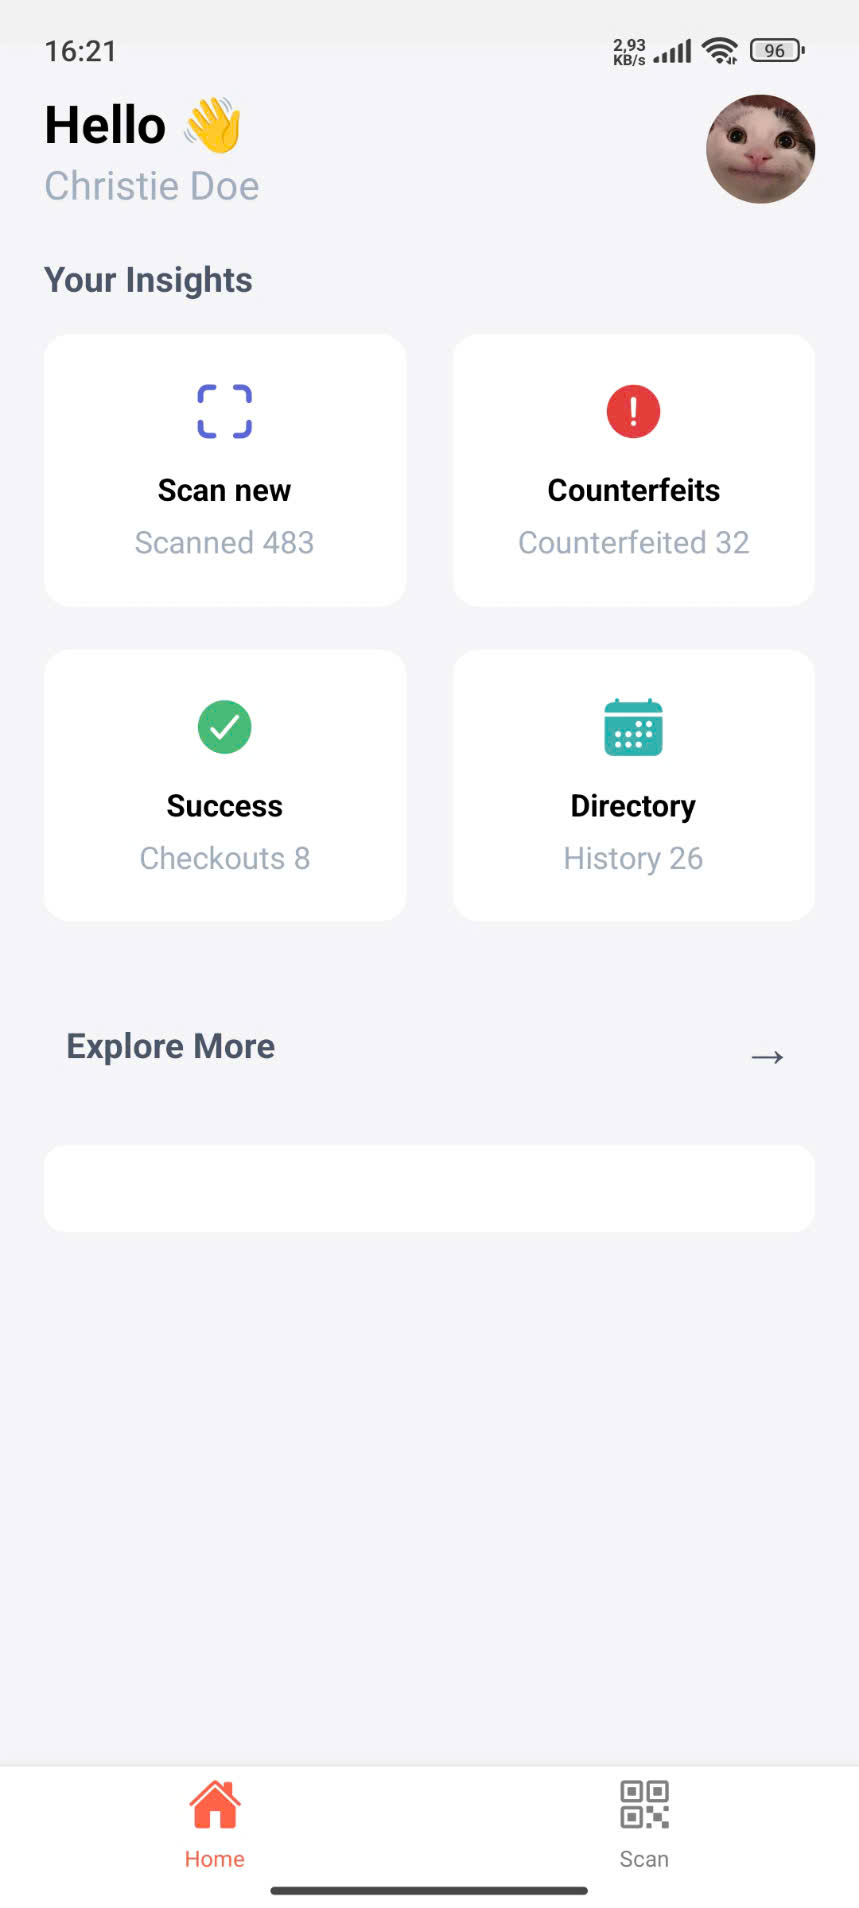 16:21
2,93
KB/s
96
Hello 👋
Christie Doe
Your Insights
Scan new
Scanned 483
Counterfeits
Counterfeited 32
Success
Checkouts 8
Directory
History 26
Explore More →
Home
Scan